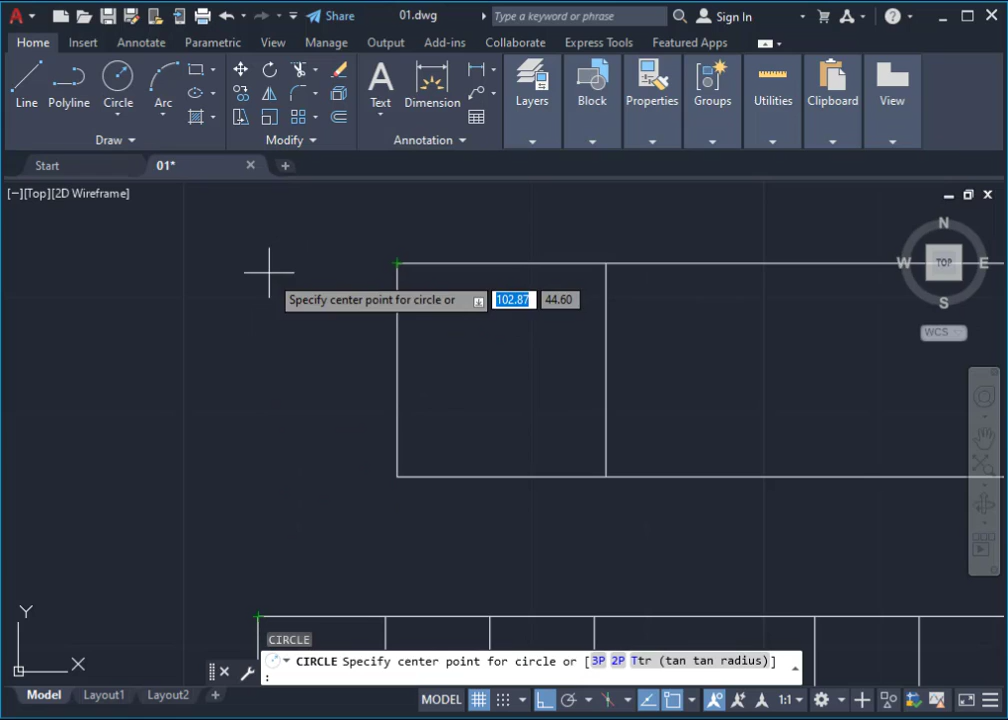 Share
01.dwg
Type a keyword or phrase
Sign In
Home Insert Annotate Parametric View Manage Output Add-ins Collaborate Express Tools Featured Apps
Line Polyline Circle Arc
Text Dimension
Layers Block Properties Groups Utilities Clipboard View
Draw Modify Annotation
Start 01*
[−][Top][2D Wireframe]
N
W TOP E
S
WCS
Specify center point for circle or 102.87 44.60
Y
X
CIRCLE
CIRCLE Specify center point for circle or [3P 2P Ttr (tan tan radius)]
:
Model Layout1 Layout2 +
MODEL 1:1